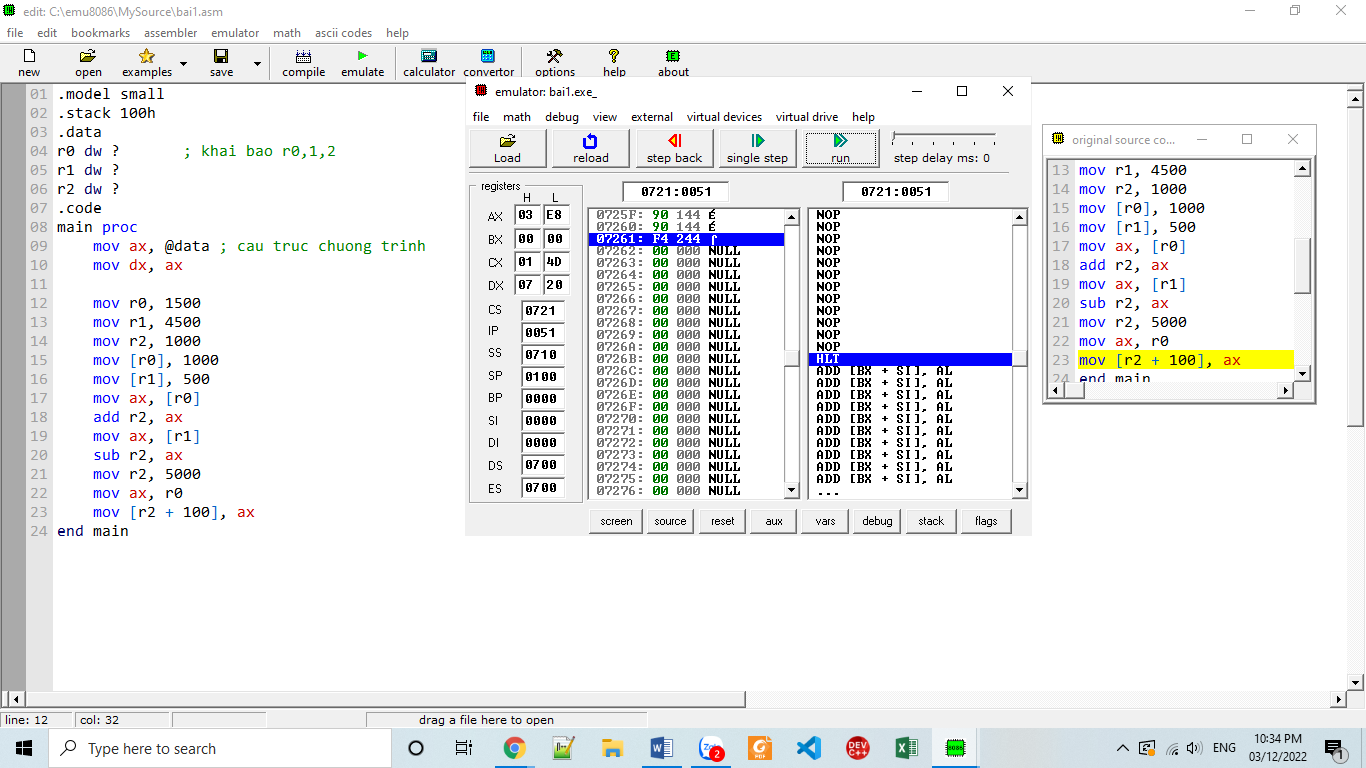 edit: C:\emu8086\MySource\bai1.asm
file edit bookmarks assembler emulator math ascii codes help
new open examples save compile emulate calculator convertor options help about
01 .model small
02 .stack 100h
03 .data
04 r0 dw ? ; khai bao r0,1,2
05 r1 dw ?
06 r2 dw ?
07 .code
08 main proc
09 mov ax, @data ; cau truc chuong trinh
10 mov dx, ax
11
12 mov r0, 1500
13 mov r1, 4500
14 mov r2, 1000
15 mov [r0], 1000
16 mov [r1], 500
17 mov ax, [r0]
18 add r2, ax
19 mov ax, [r1]
20 sub r2, ax
21 mov r2, 5000
22 mov ax, r0
23 mov [r2 + 100], ax
24 end main
emulator: bai1.exe_
file math debug view external virtual devices virtual drive help
Load reload step back single step run step delay ms: 0
registers
H L
AX 03 E8
BX 00 00
CX 01 4D
DX 07 20
CS 0721
IP 0051
SS 0710
SP 0100
BP 0000
SI 0000
DI 0000
DS 0700
ES 0700
0721:0051 0721:0051
0725F: 90 144 É
07260: 90 144 É
07261: F4 244 ⌠
07262: 00 000 NULL
07263: 00 000 NULL
07264: 00 000 NULL
07265: 00 000 NULL
07266: 00 000 NULL
07267: 00 000 NULL
07268: 00 000 NULL
07269: 00 000 NULL
0726A: 00 000 NULL
0726B: 00 000 NULL
0726C: 00 000 NULL
0726D: 00 000 NULL
0726E: 00 000 NULL
0726F: 00 000 NULL
07270: 00 000 NULL
07271: 00 000 NULL
07272: 00 000 NULL
07273: 00 000 NULL
07274: 00 000 NULL
07275: 00 000 NULL
07276: 00 000 NULL
NOP
NOP
NOP
NOP
NOP
NOP
NOP
NOP
NOP
NOP
NOP
NOP
HLT
ADD [BX + SI], AL
ADD [BX + SI], AL
ADD [BX + SI], AL
ADD [BX + SI], AL
ADD [BX + SI], AL
ADD [BX + SI], AL
ADD [BX + SI], AL
ADD [BX + SI], AL
ADD [BX + SI], AL
ADD [BX + SI], AL
...
screen source reset aux vars debug stack flags
original source co...
13 mov r1, 4500
14 mov r2, 1000
15 mov [r0], 1000
16 mov [r1], 500
17 mov ax, [r0]
18 add r2, ax
19 mov ax, [r1]
20 sub r2, ax
21 mov r2, 5000
22 mov ax, r0
23 mov [r2 + 100], ax
24 end main
line: 12 col: 32 drag a file here to open
Type here to search
2
PDF
DEV C++
8086
ENG
10:34 PM
03/12/2022
1